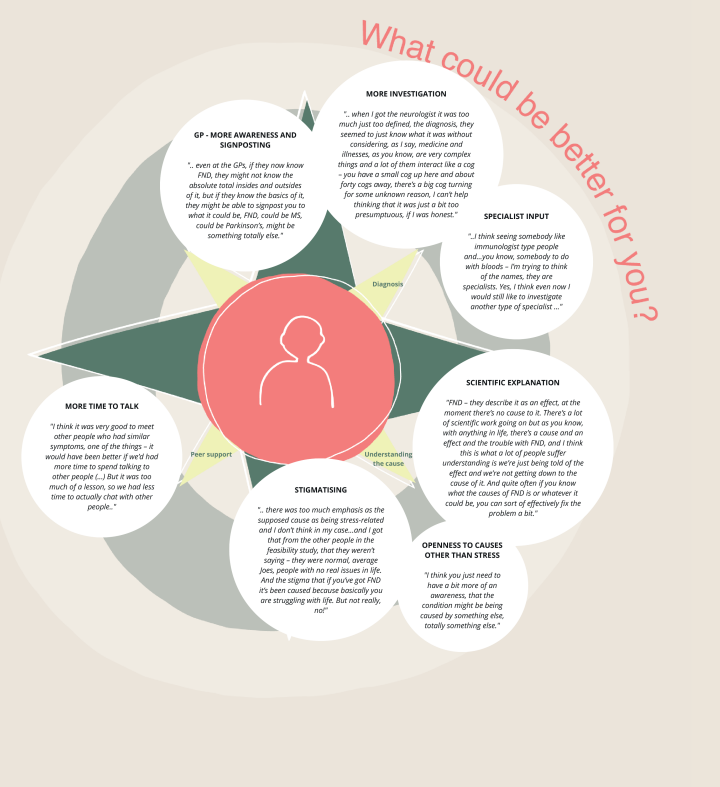 What could be better for you?
MORE INVESTIGATION
".. when I got the neurologist it was too
much just too defined, the diagnosis, they
seemed to just know what it was without
considering, as I say, medicine and
illnesses, as you know, are very complex
things and a lot of them interact like a cog
– you have a small cog up here and about
forty cogs away, there's a big cog turning
for some unknown reason, I can't help
thinking that it was just a bit too
presumptuous, if I was honest."
GP - MORE AWARENESS AND
SIGNPOSTING
".. even at the GPs, if they now know
FND, they might not know the
absolute total insides and outsides
of it, but if they know the basics of it,
they might be able to signpost you to
what it could be, FND, could be MS,
could be Parkinson's, might be
something totally else."
SPECIALIST INPUT
"..I think seeing somebody like
immunologist type people
and...you know, somebody to do
with bloods – I'm trying to think
of the names, they are
specialists. Yes, I think even now I
would still like to investigate
another type of specialist ..."
Diagnosis
SCIENTIFIC EXPLANATION
"FND – they describe it as an effect, at the
moment there's no cause to it. There's a lot
of scientific work going on but as you know,
with anything in life, there's a cause and an
effect and the trouble with FND, and I think
this is what a lot of people suffer
understanding is we're just being told of the
effect and we're not getting down to the
cause of it. And quite often if you know
what the causes of FND is or whatever it
could be, you can sort of effectively fix the
problem a bit."
MORE TIME TO TALK
"I think it was very good to meet
other people who had similar
symptoms, one of the things – it
would have been better if we'd had
more time to spend talking to
other people (...) But it was too
much of a lesson, so we had less
time to actually chat with other
people.."
Peer support
Understanding
the cause
STIGMATISING
".. there was too much emphasis as the
supposed cause as being stress-related
and I don't think in my case...and I got
that from the other people in the
feasibility study, that they weren't
saying – they were normal, average
Joes, people with no real issues in life.
And the stigma that if you've got FND
it's been caused because basically you
are struggling with life. But not really,
no!"
OPENNESS TO CAUSES
OTHER THAN STRESS
"I think you just need to
have a bit more of an
awareness, that the
condition might be being
caused by something else,
totally something else."